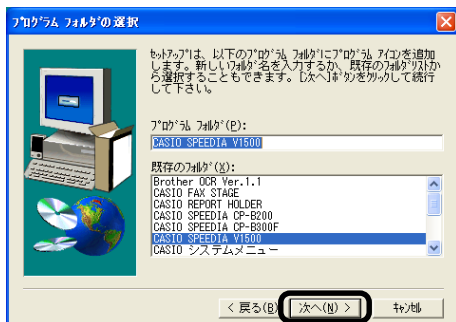 ﾌﾟﾛｸﾞﾗﾑ ﾌｫﾙﾀﾞの選択
ｾｯﾄｱｯﾌﾟは、以下のﾌﾟﾛｸﾞﾗﾑ ﾌｫﾙﾀﾞにﾌﾟﾛｸﾞﾗﾑ ｱｲｺﾝを追加
します。新しいﾌｫﾙﾀﾞ名を入力するか、既存のﾌｫﾙﾀﾞﾘｽﾄか
ら選択することもできます。[次へ]ﾎﾞﾀﾝをｸﾘｯｸして続行
して下さい。
ﾌﾟﾛｸﾞﾗﾑ ﾌｫﾙﾀﾞ(P):
CASIO SPEEDIA V1500
既存のﾌｫﾙﾀﾞ(X):
Brother OCR Ver.1.1
CASIO FAX STAGE
CASIO REPORT HOLDER
CASIO SPEEDIA CP-B200
CASIO SPEEDIA CP-B300F
CASIO SPEEDIA V1500
CASIO システムメニュー
< 戻る(B)
次へ(N) >
ｷｬﾝｾﾙ